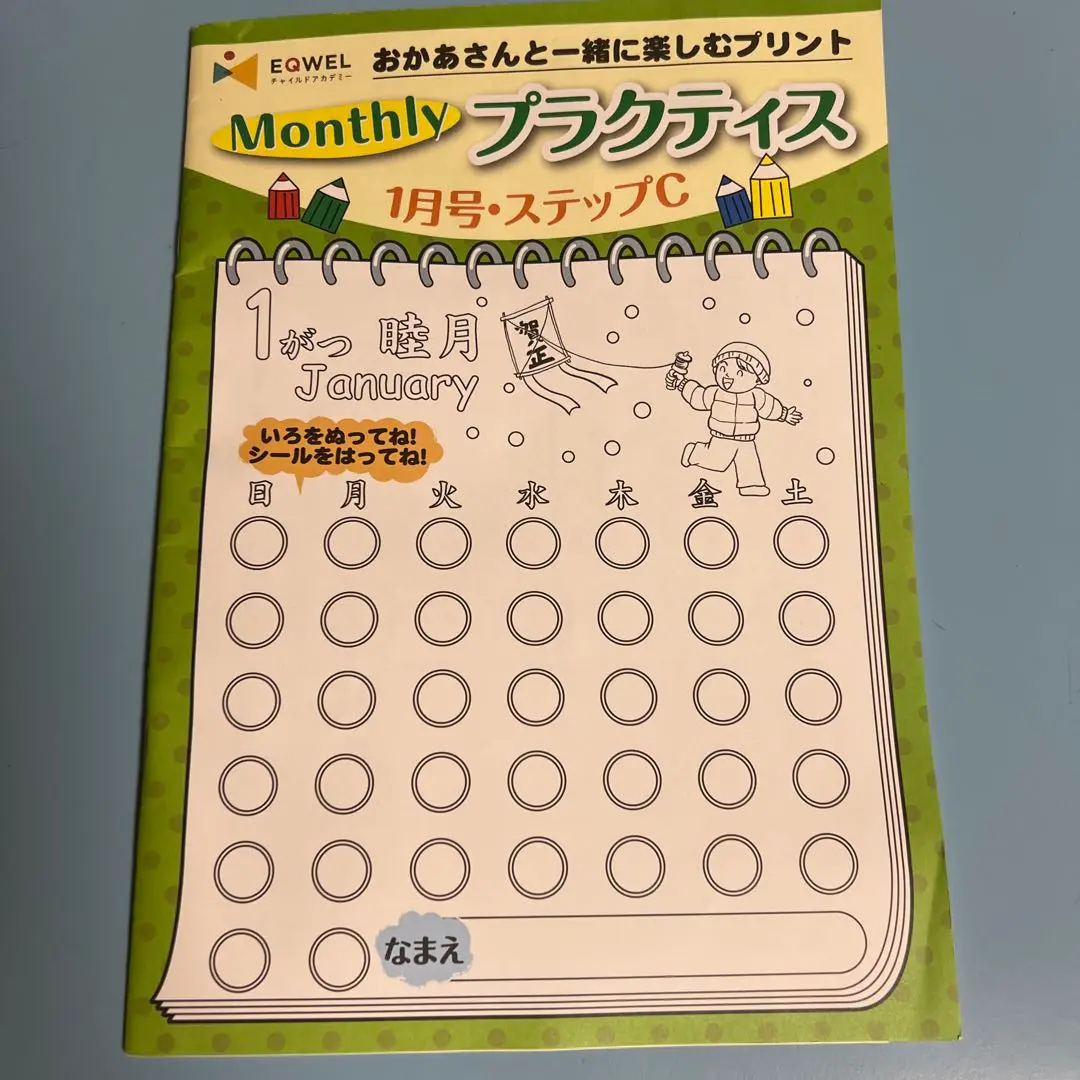 EQWEL
チャイルドアカデミー
おかあさんと一緒に楽しむプリント
Monthly プラクティス
1月号・ステップC
1がつ 睦月
January
賀正
いろをぬってね!
シールをはってね!
日 月 火 水 木 金 土
なまえ